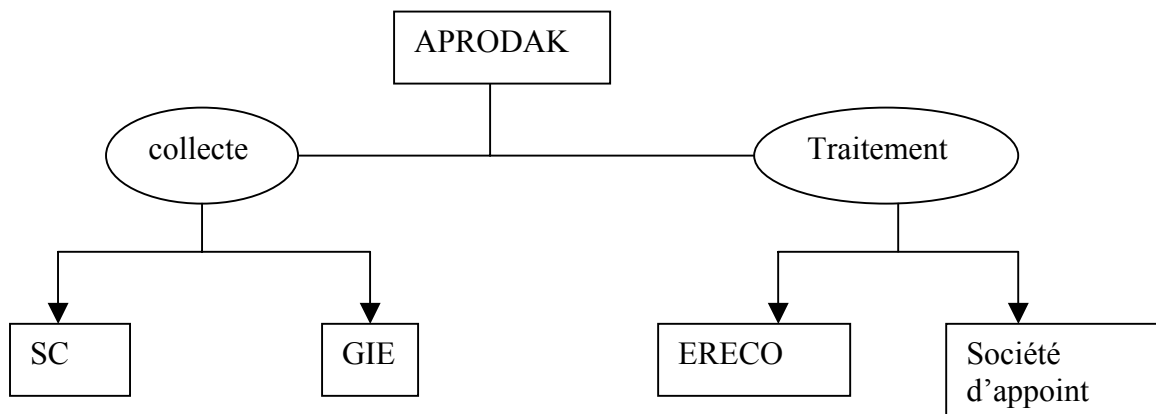 APRODAK
collecte
Traitement
SC
GIE
ERECO
Société
d’appoint